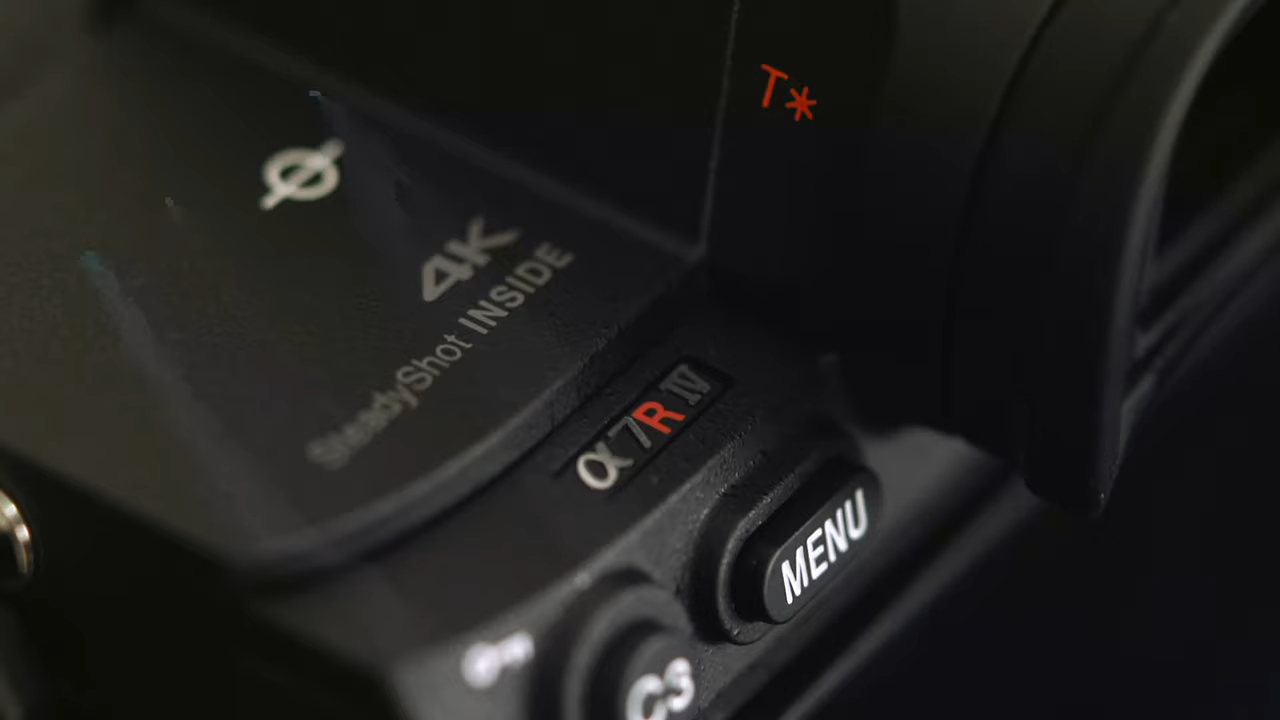 T*
4K
SteadyShot INSIDE
α7R IV
MENU
C3